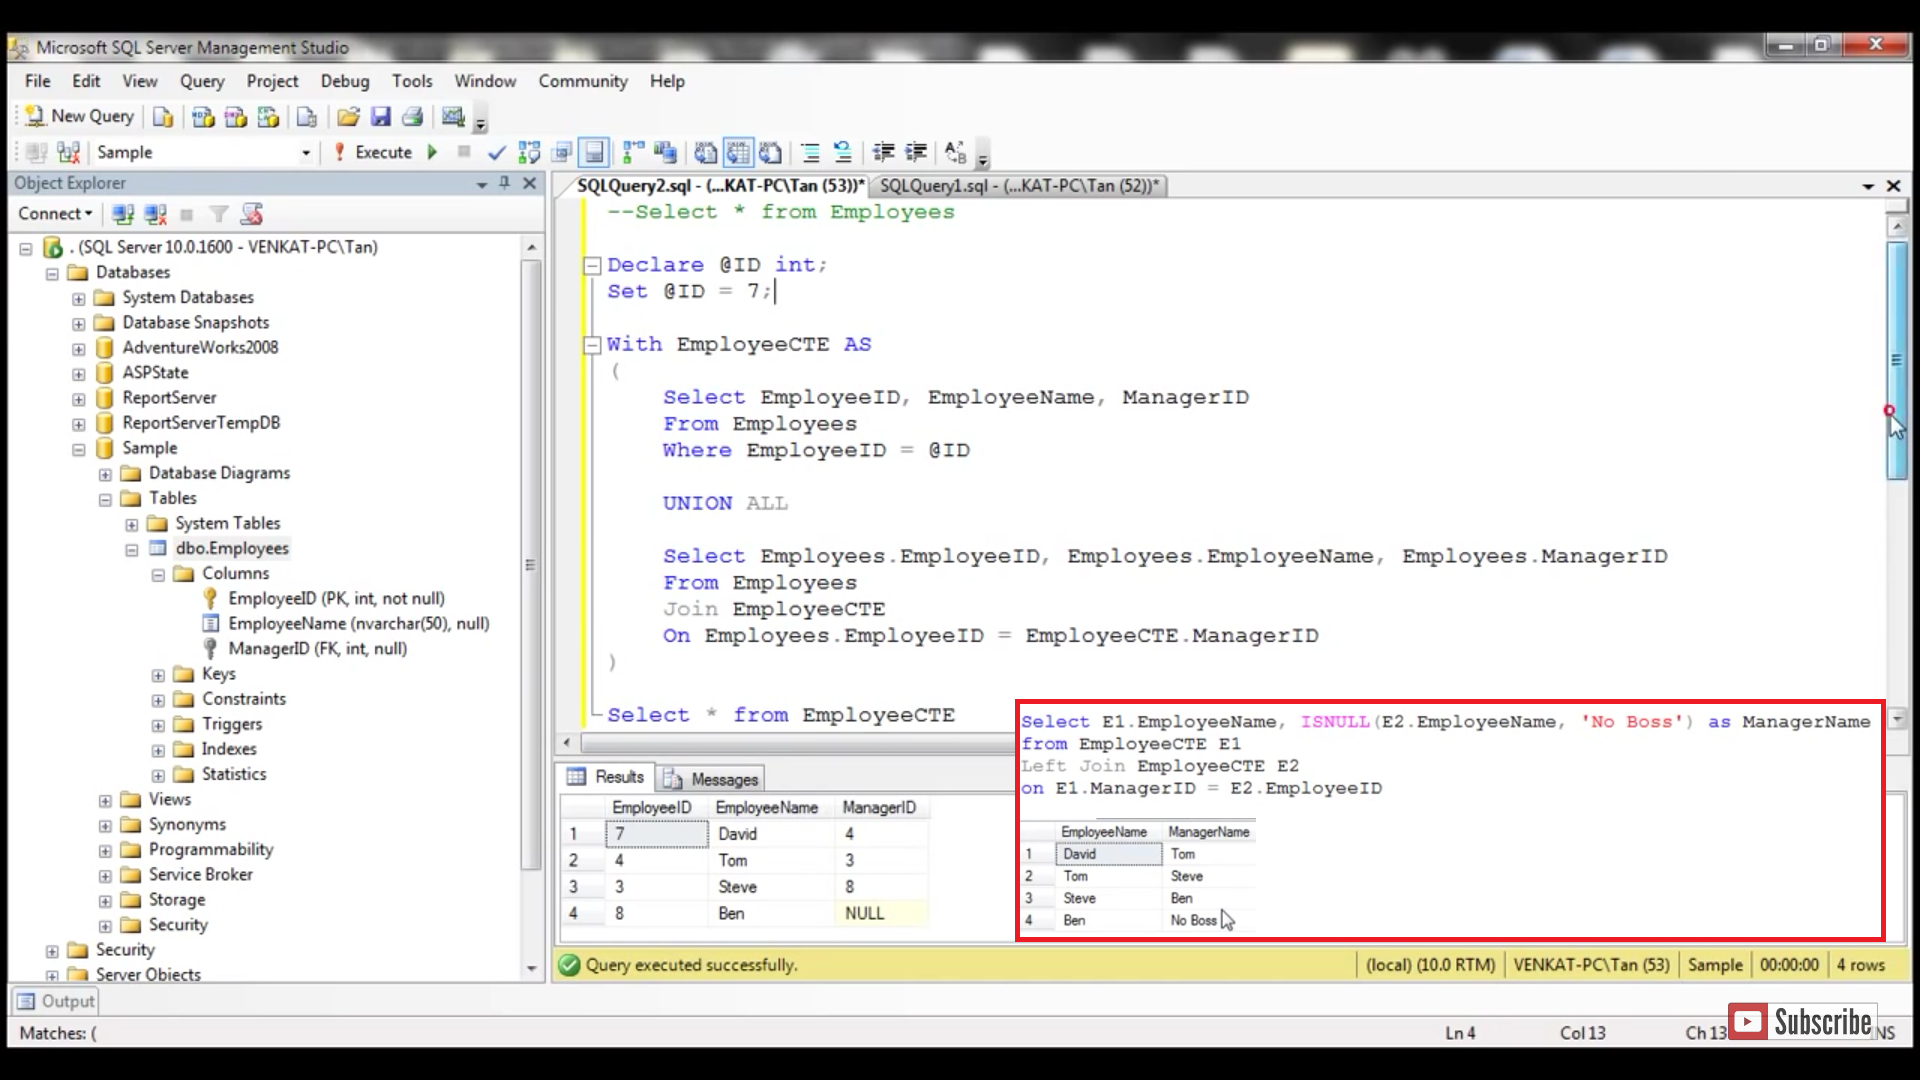 Microsoft SQL Server Management Studio
File Edit View Query Project Debug Tools Window Community Help
New Query
Sample Execute
Object Explorer
Connect
. (SQL Server 10.0.1600 - VENKAT-PC\Tan)
Databases
System Databases
Database Snapshots
AdventureWorks2008
ASPState
ReportServer
ReportServerTempDB
Sample
Database Diagrams
Tables
System Tables
dbo.Employees
Columns
EmployeeID (PK, int, not null)
EmployeeName (nvarchar(50), null)
ManagerID (FK, int, null)
Keys
Constraints
Triggers
Indexes
Statistics
Views
Synonyms
Programmability
Service Broker
Storage
Security
Security
Server Objects
SQLQuery2.sql - (...KAT-PC\Tan (53))* SQLQuery1.sql - (...KAT-PC\Tan (52))*
--Select * from Employees
Declare @ID int;
Set @ID = 7;
With EmployeeCTE AS
(
Select EmployeeID, EmployeeName, ManagerID
From Employees
Where EmployeeID = @ID
UNION ALL
Select Employees.EmployeeID, Employees.EmployeeName, Employees.ManagerID
From Employees
Join EmployeeCTE
On Employees.EmployeeID = EmployeeCTE.ManagerID
)
Select * from EmployeeCTE
Select E1.EmployeeName, ISNULL(E2.EmployeeName, 'No Boss') as ManagerName
from EmployeeCTE E1
Left Join EmployeeCTE E2
on E1.ManagerID = E2.EmployeeID
EmployeeName ManagerName
1 David Tom
2 Tom Steve
3 Steve Ben
4 Ben No Boss
Results Messages
EmployeeID EmployeeName ManagerID
1 7 David 4
2 4 Tom 3
3 3 Steve 8
4 8 Ben NULL
Query executed successfully. (local) (10.0 RTM) VENKAT-PC\Tan (53) Sample 00:00:00 4 rows
Output
Matches: ( Ln 4 Col 13 Ch 13 NS
Subscribe